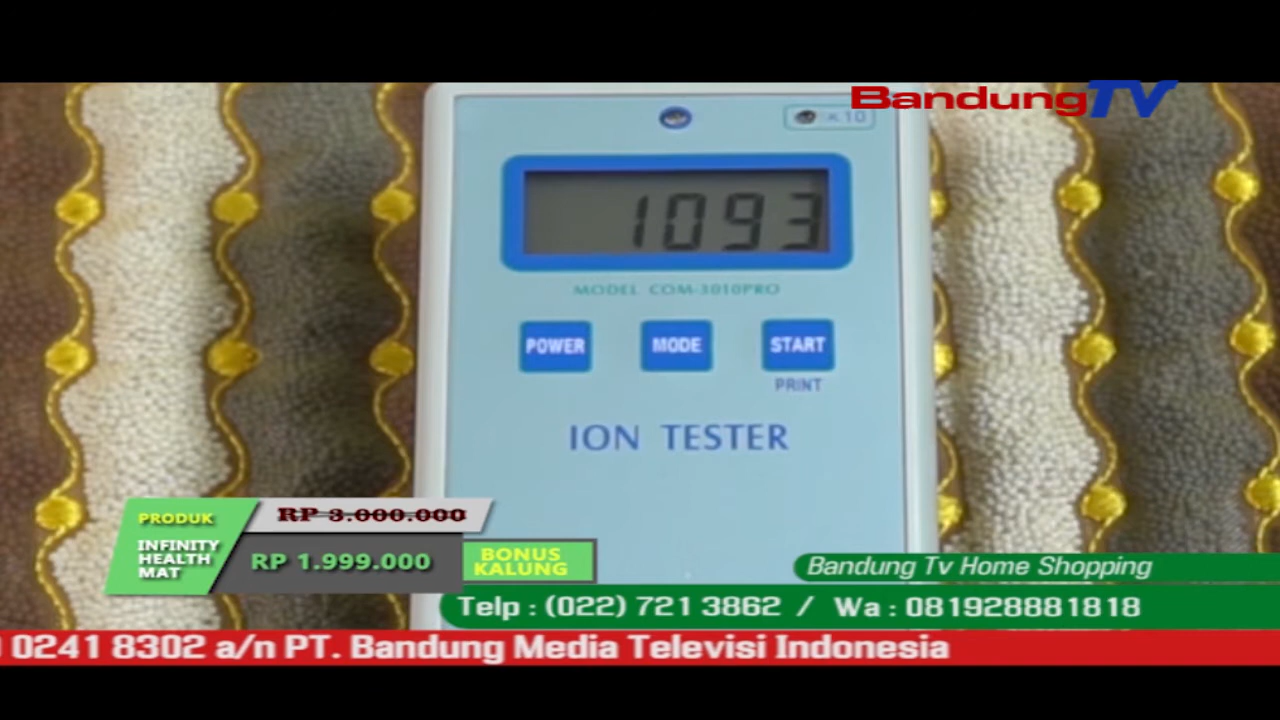 BandungTV
×10
1093
MODEL COM-3010PRO
POWER
MODE
START
PRINT
ION TESTER
PRODUK
RP 3.000.000
INFINITY
HEALTH
MAT
RP 1.999.000
BONUS
KALUNG
Bandung Tv Home Shopping
Telp : (022) 721 3862 / Wa : 081928881818
0241 8302 a/n PT. Bandung Media Televisi Indonesia